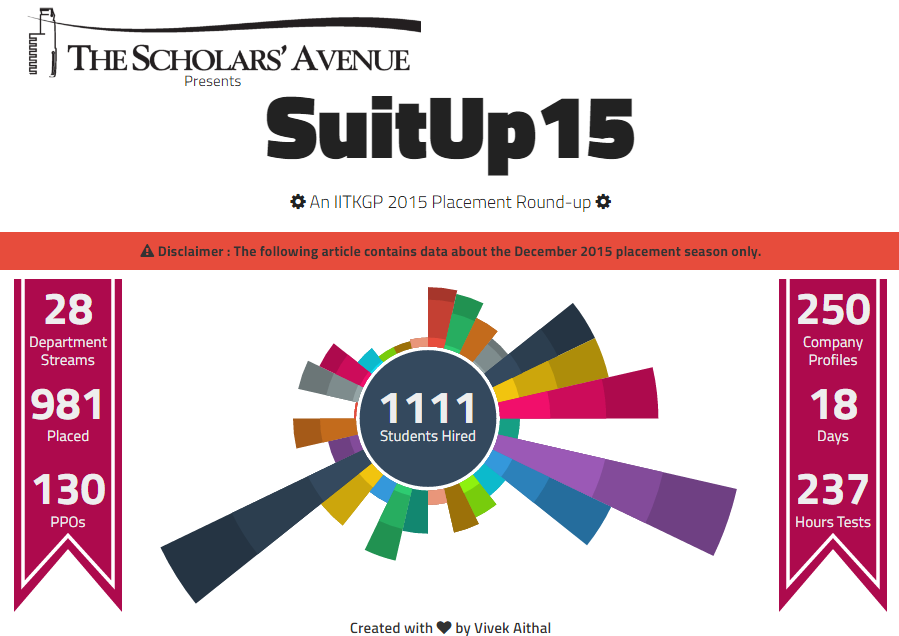 THE SCHOLARS' AVENUE
Presents
SuitUp15
An IITKGP 2015 Placement Round-up
Disclaimer : The following article contains data about the December 2015 placement season only.
28
Department
Streams
981
Placed
130
PPOs
1111
Students Hired
250
Company
Profiles
18
Days
237
Hours Tests
Created with ♥ by Vivek Aithal